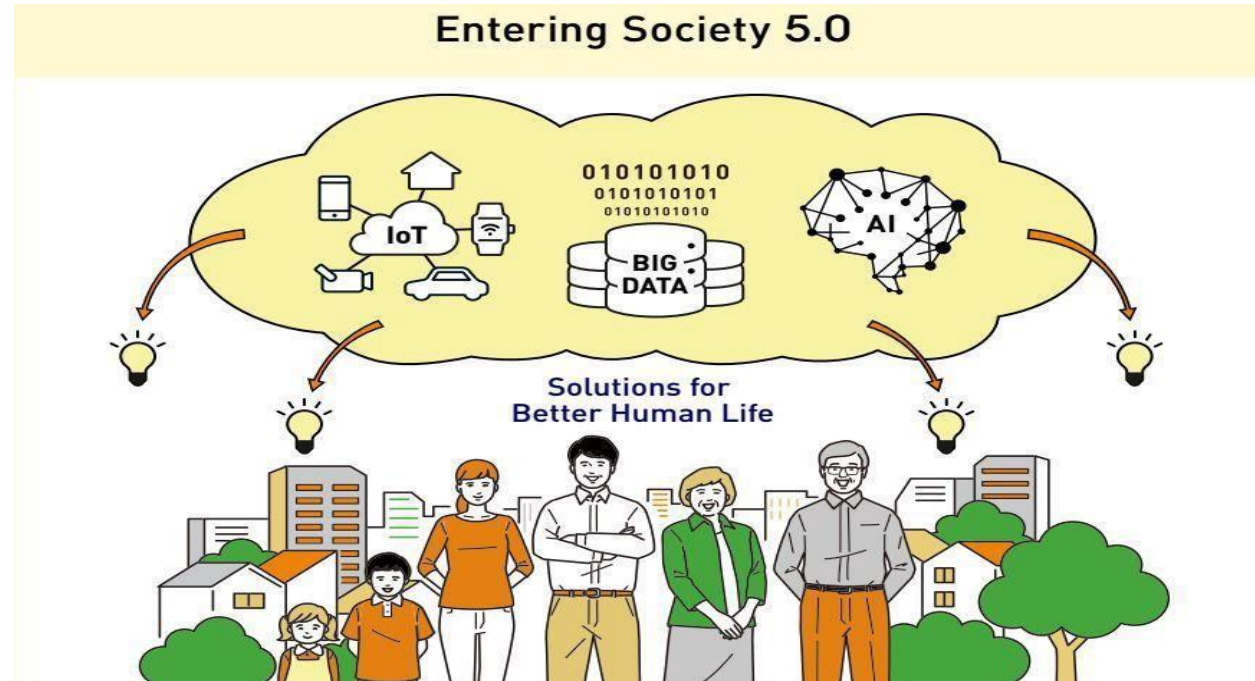 Entering Society 5.0
010101010
0101010101
01010101010
IoT
BIG
DATA
AI
Solutions for
Better Human Life